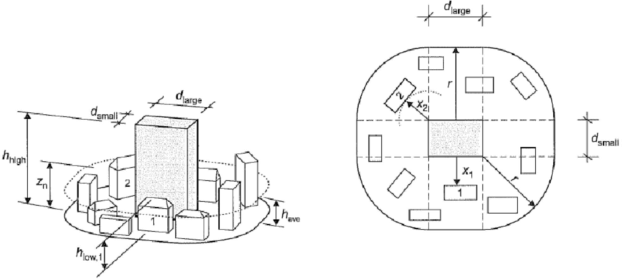 d_large
d_small
h_high
z_n
2
1
h_ave
h_low,1
d_large
r
2
x_2
d_small
x_1
1
r